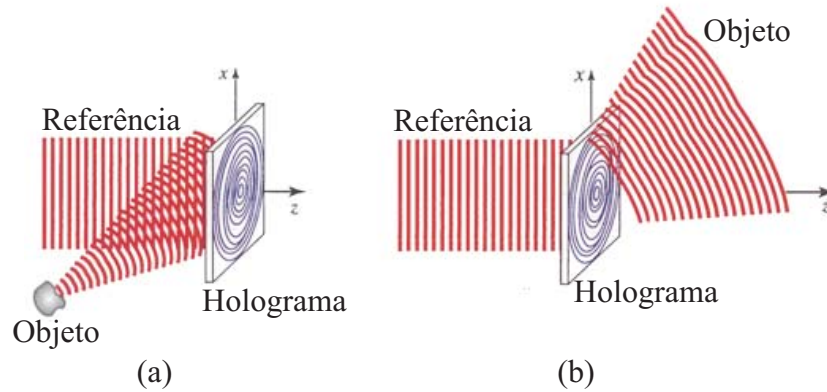 x
Referência
z
Holograma
Objeto
(a)
Objeto
x
Referência
z
Holograma
(b)